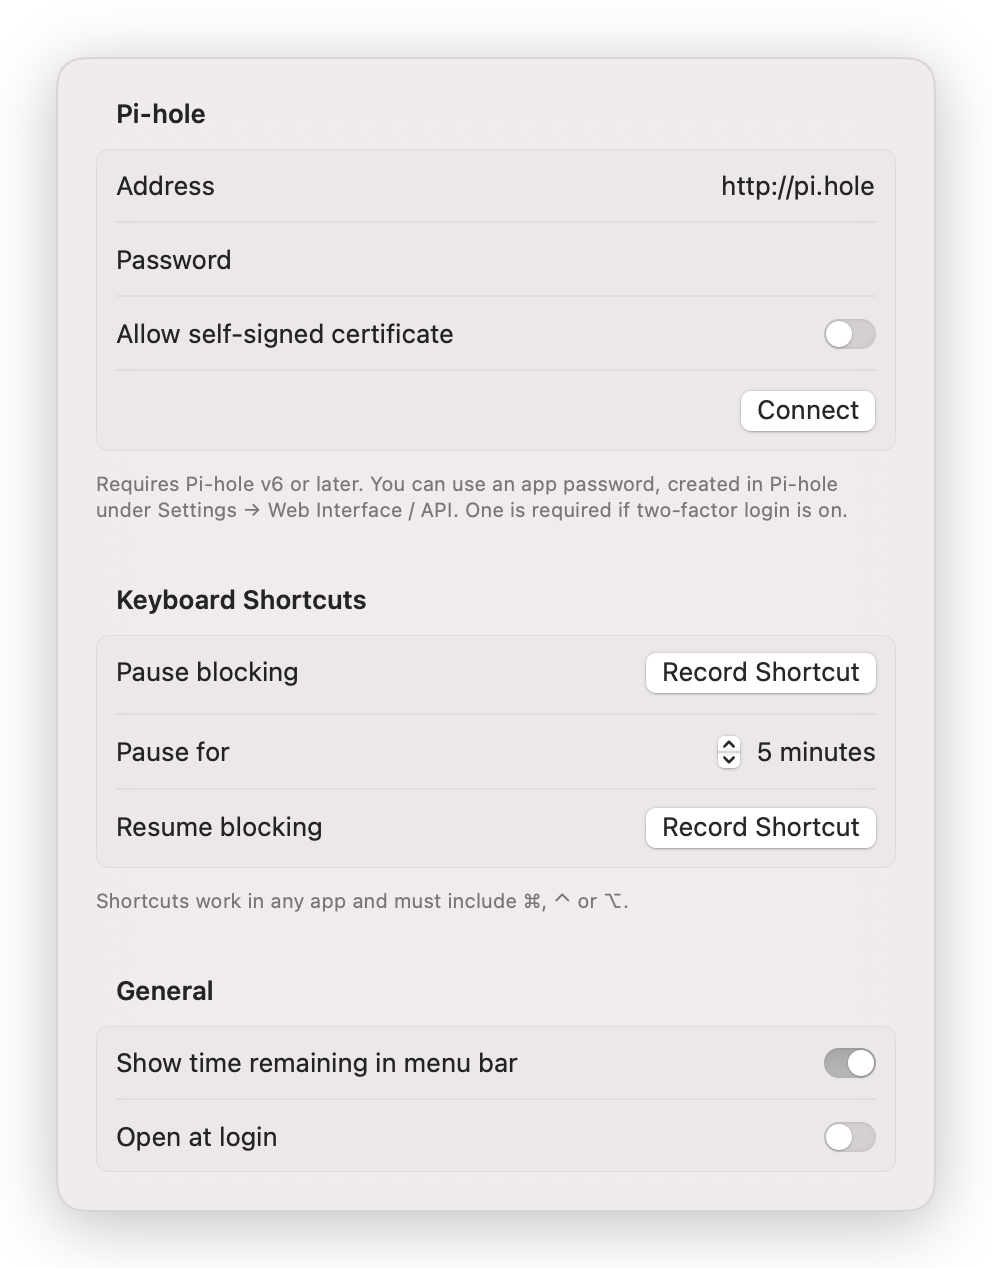 Pi-hole
Address http://pi.hole
Password
Allow self-signed certificate
Connect
Requires Pi-hole v6 or later. You can use an app password, created in Pi-hole
under Settings → Web Interface / API. One is required if two-factor login is on.
Keyboard Shortcuts
Pause blocking Record Shortcut
Pause for 5 minutes
Resume blocking Record Shortcut
Shortcuts work in any app and must include ⌘, ^ or ⌥.
General
Show time remaining in menu bar
Open at login